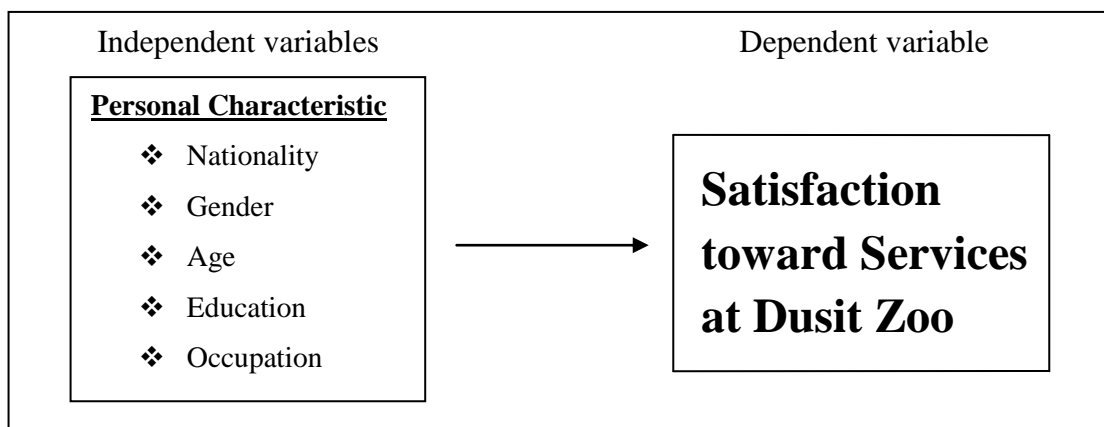 Independent variables
Dependent variable
Personal Characteristic
❖ Nationality
❖ Gender
❖ Age
❖ Education
❖ Occupation
Satisfaction
toward Services
at Dusit Zoo